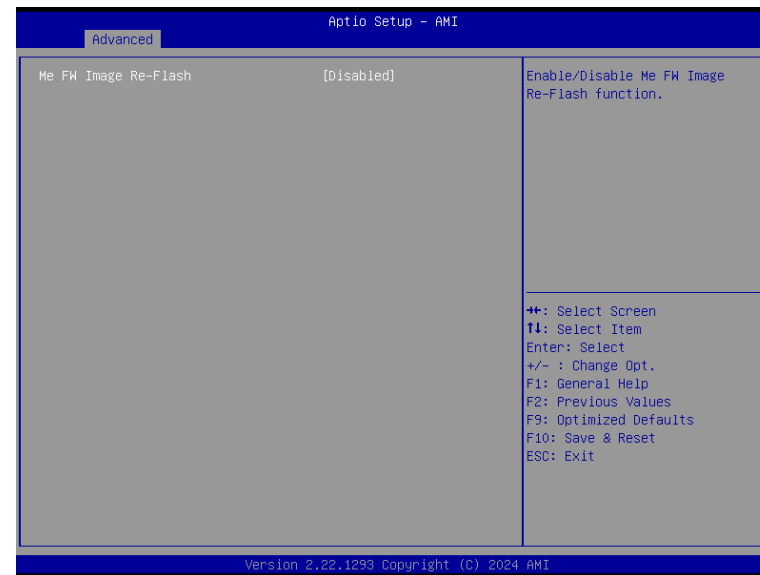 Aptio Setup – AMI
Advanced
Me FW Image Re-Flash [Disabled]
Enable/Disable Me FW Image
Re-Flash function.
→←: Select Screen
↑↓: Select Item
Enter: Select
+/- : Change Opt.
F1: General Help
F2: Previous Values
F9: Optimized Defaults
F10: Save & Reset
ESC: Exit
Version 2.22.1293 Copyright (C) 2024 AMI